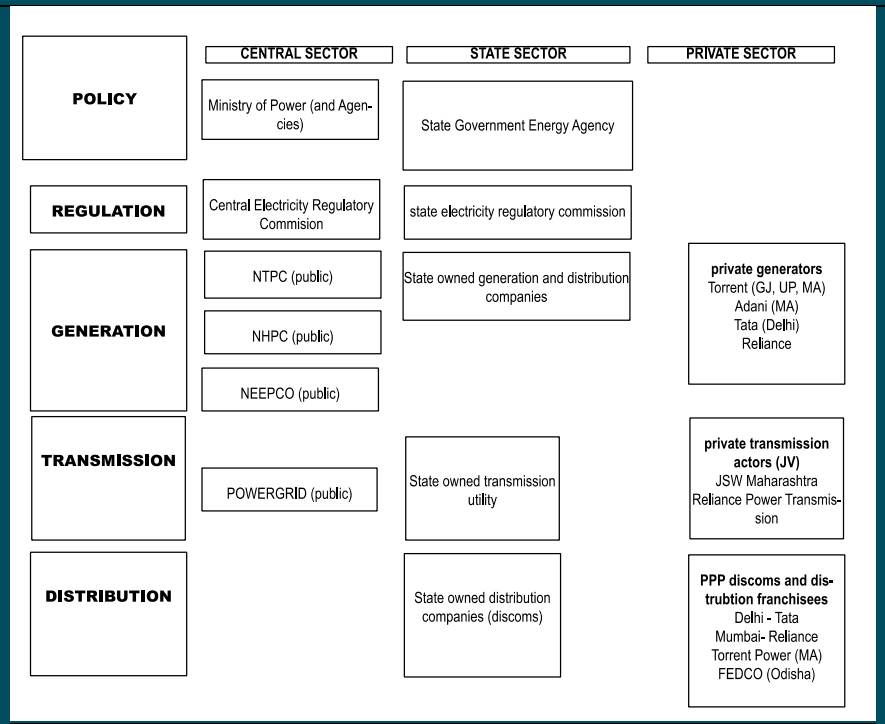 CENTRAL SECTOR
STATE SECTOR
PRIVATE SECTOR
POLICY
Ministry of Power (and Agen-
cies)
State Government Energy Agency
REGULATION
Central Electricity Regulatory
Commision
state electricity regulatory commission
GENERATION
NTPC (public)
NHPC (public)
NEEPCO (public)
State owned generation and distribution
companies
private generators
Torrent (GJ, UP, MA)
Adani (MA)
Tata (Delhi)
Reliance
TRANSMISSION
POWERGRID (public)
State owned transmission
utility
private transmission
actors (JV)
JSW Maharashtra
Reliance Power Transmis-
sion
DISTRIBUTION
State owned distribution
companies (discoms)
PPP discoms and dis-
trubtion franchisees
Delhi - Tata
Mumbai- Reliance
Torrent Power (MA)
FEDCO (Odisha)